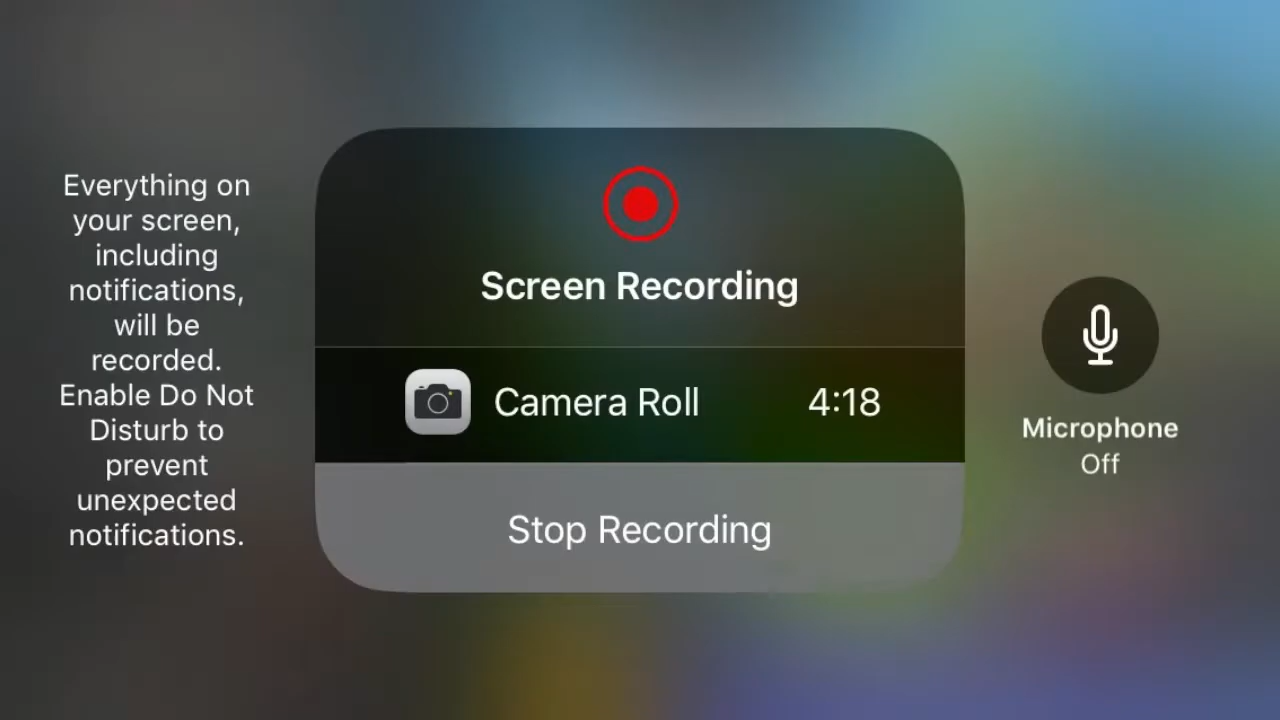 Everything on
your screen,
including
notifications,
will be
recorded.
Enable Do Not
Disturb to
prevent
unexpected
notifications.
Screen Recording
Camera Roll 4:18
Stop Recording
Microphone
Off